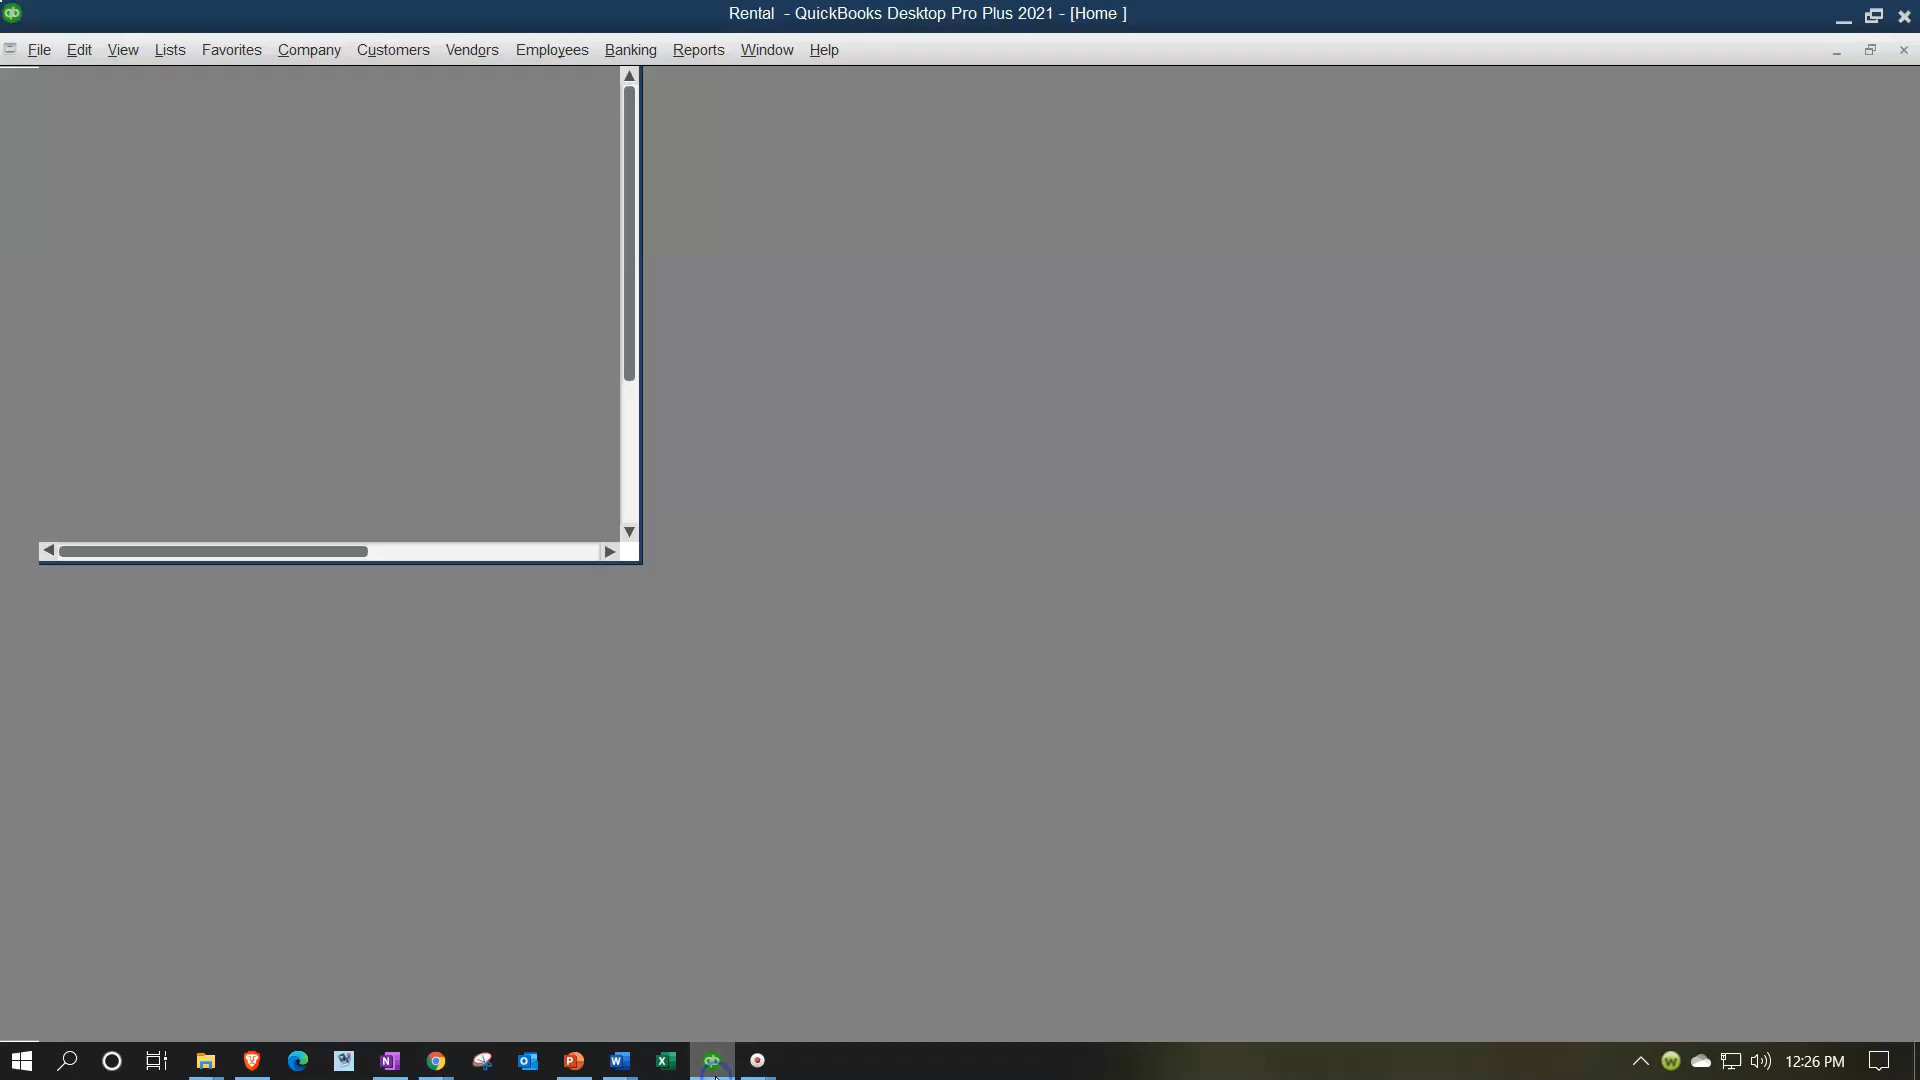 Rental - QuickBooks Desktop Pro Plus 2021 - [Home ]
File Edit View Lists Favorites Company Customers Vendors Employees Banking Reports Window Help
12:26 PM